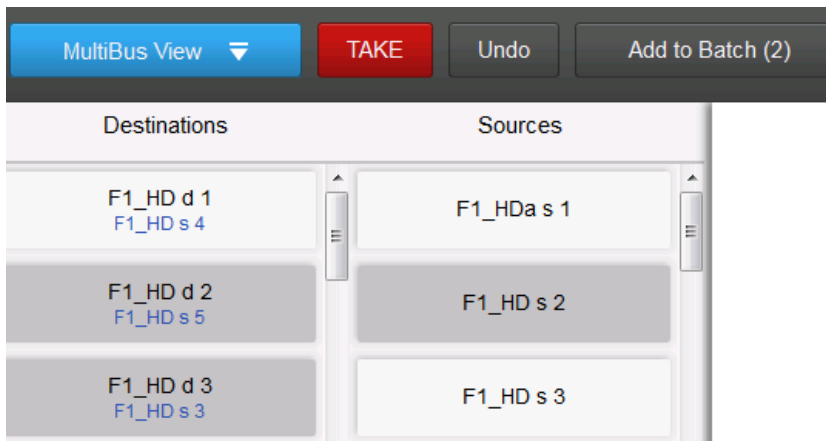 MultiBus View
TAKE
Undo
Add to Batch (2)
Destinations
Sources
F1_HD d 1
F1_HD s 4
F1_HDa s 1
F1_HD d 2
F1_HD s 5
F1_HD s 2
F1_HD d 3
F1_HD s 3
F1_HD s 3